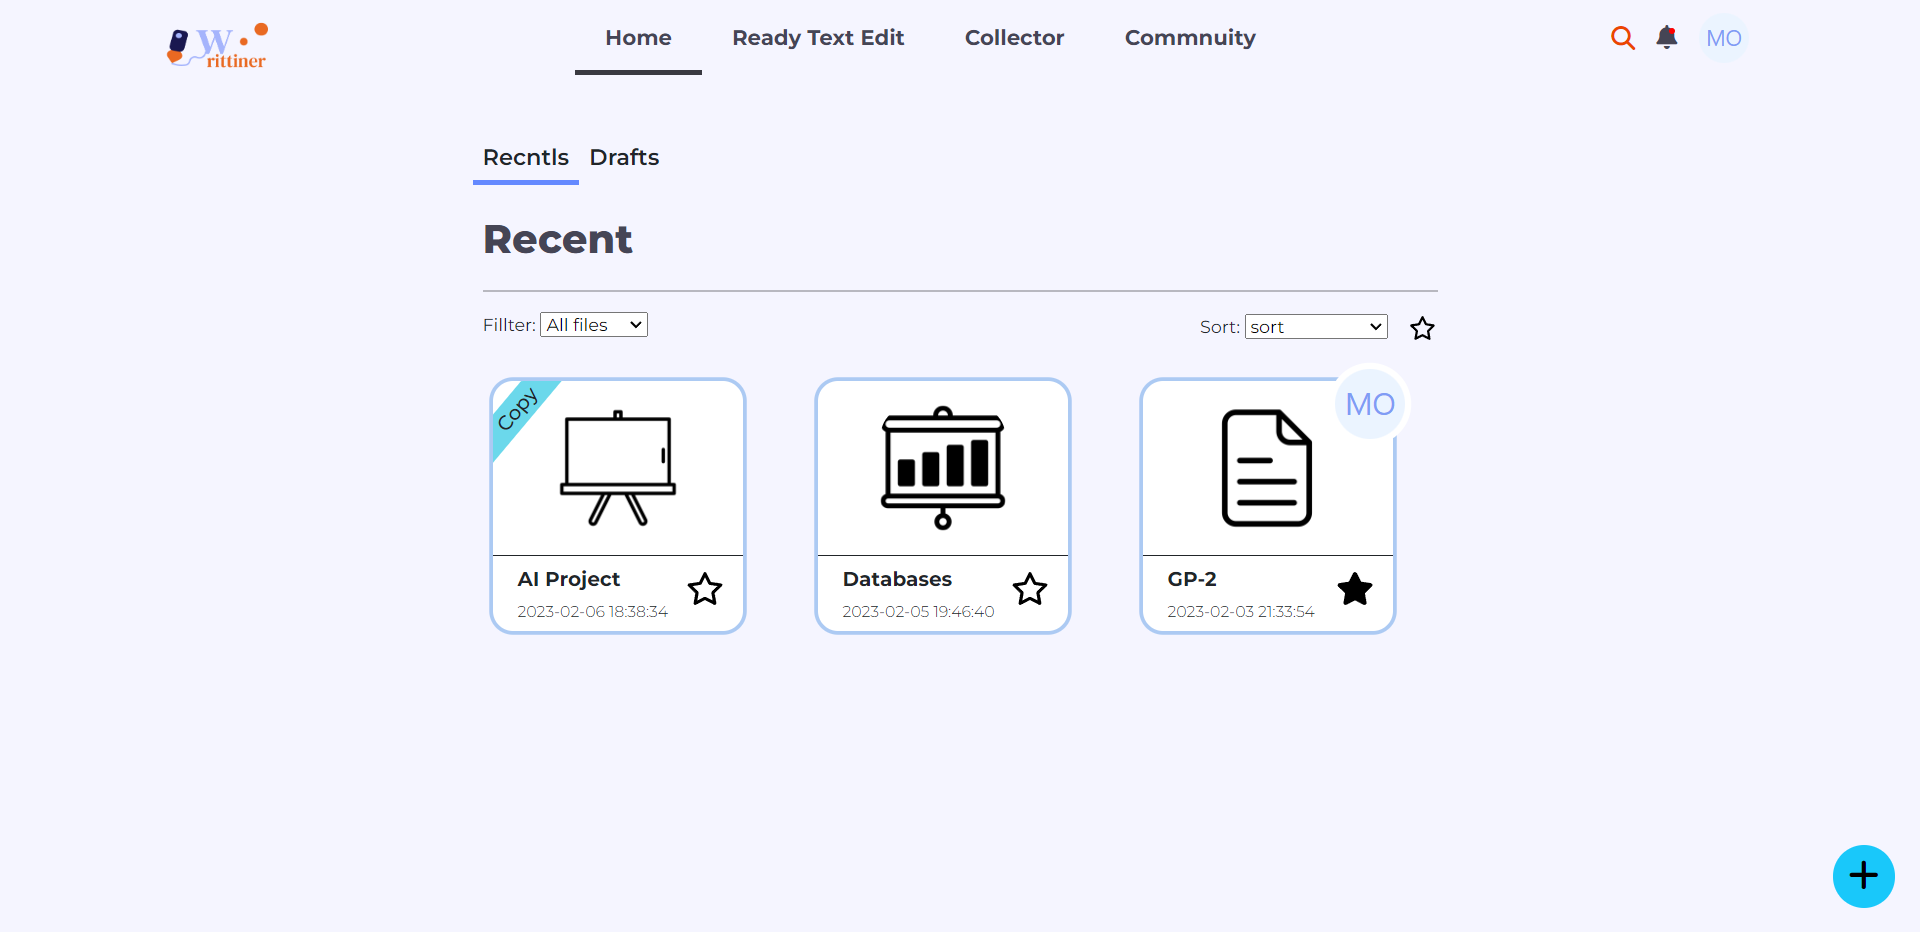 Writtiner
Home Ready Text Edit Collector Commnuity
MO
Recntls Drafts
Recent
Fillter: All files
Sort: sort
Copy
MO
AI Project
2023-02-06 18:38:34
Databases
2023-02-05 19:46:40
GP-2
2023-02-03 21:33:54